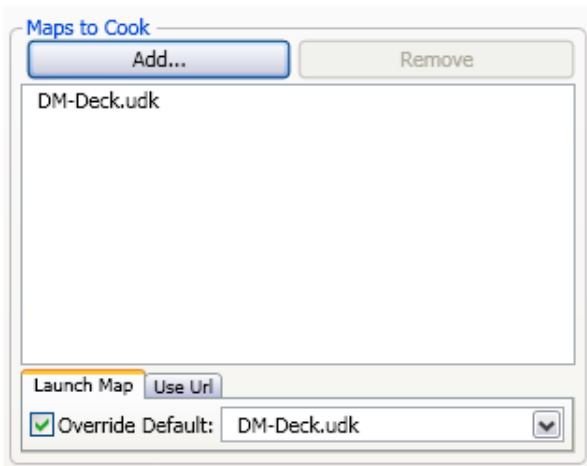 Maps to Cook
Add... Remove
DM-Deck.udk
Launch Map Use Url
Override Default: DM-Deck.udk